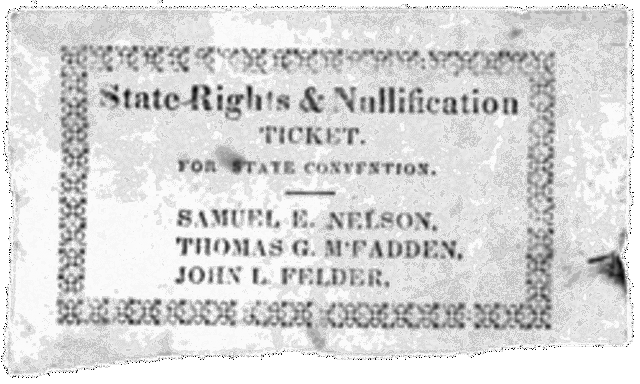 State Rights & Nullification
TICKET.
FOR STATE CONVENTION.
SAMUEL E. NELSON,
THOMAS G. M'FADDEN,
JOHN L. FELDER.